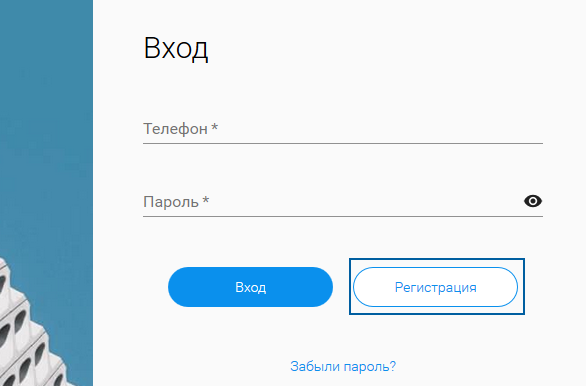 Вход
Телефон *
Пароль *
Вход
Регистрация
Забыли пароль?